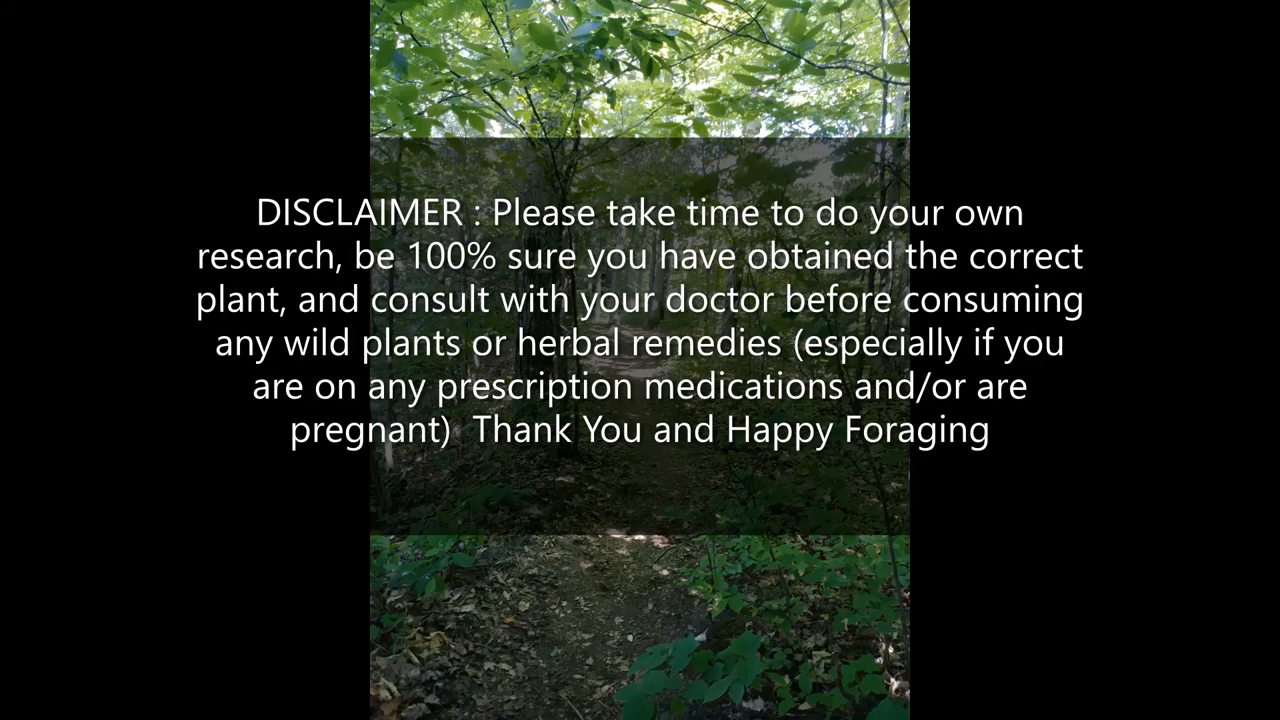 DISCLAIMER : Please take time to do your own
research, be 100% sure you have obtained the correct
plant, and consult with your doctor before consuming
any wild plants or herbal remedies (especially if you
are on any prescription medications and/or are
pregnant)  Thank You and Happy Foraging